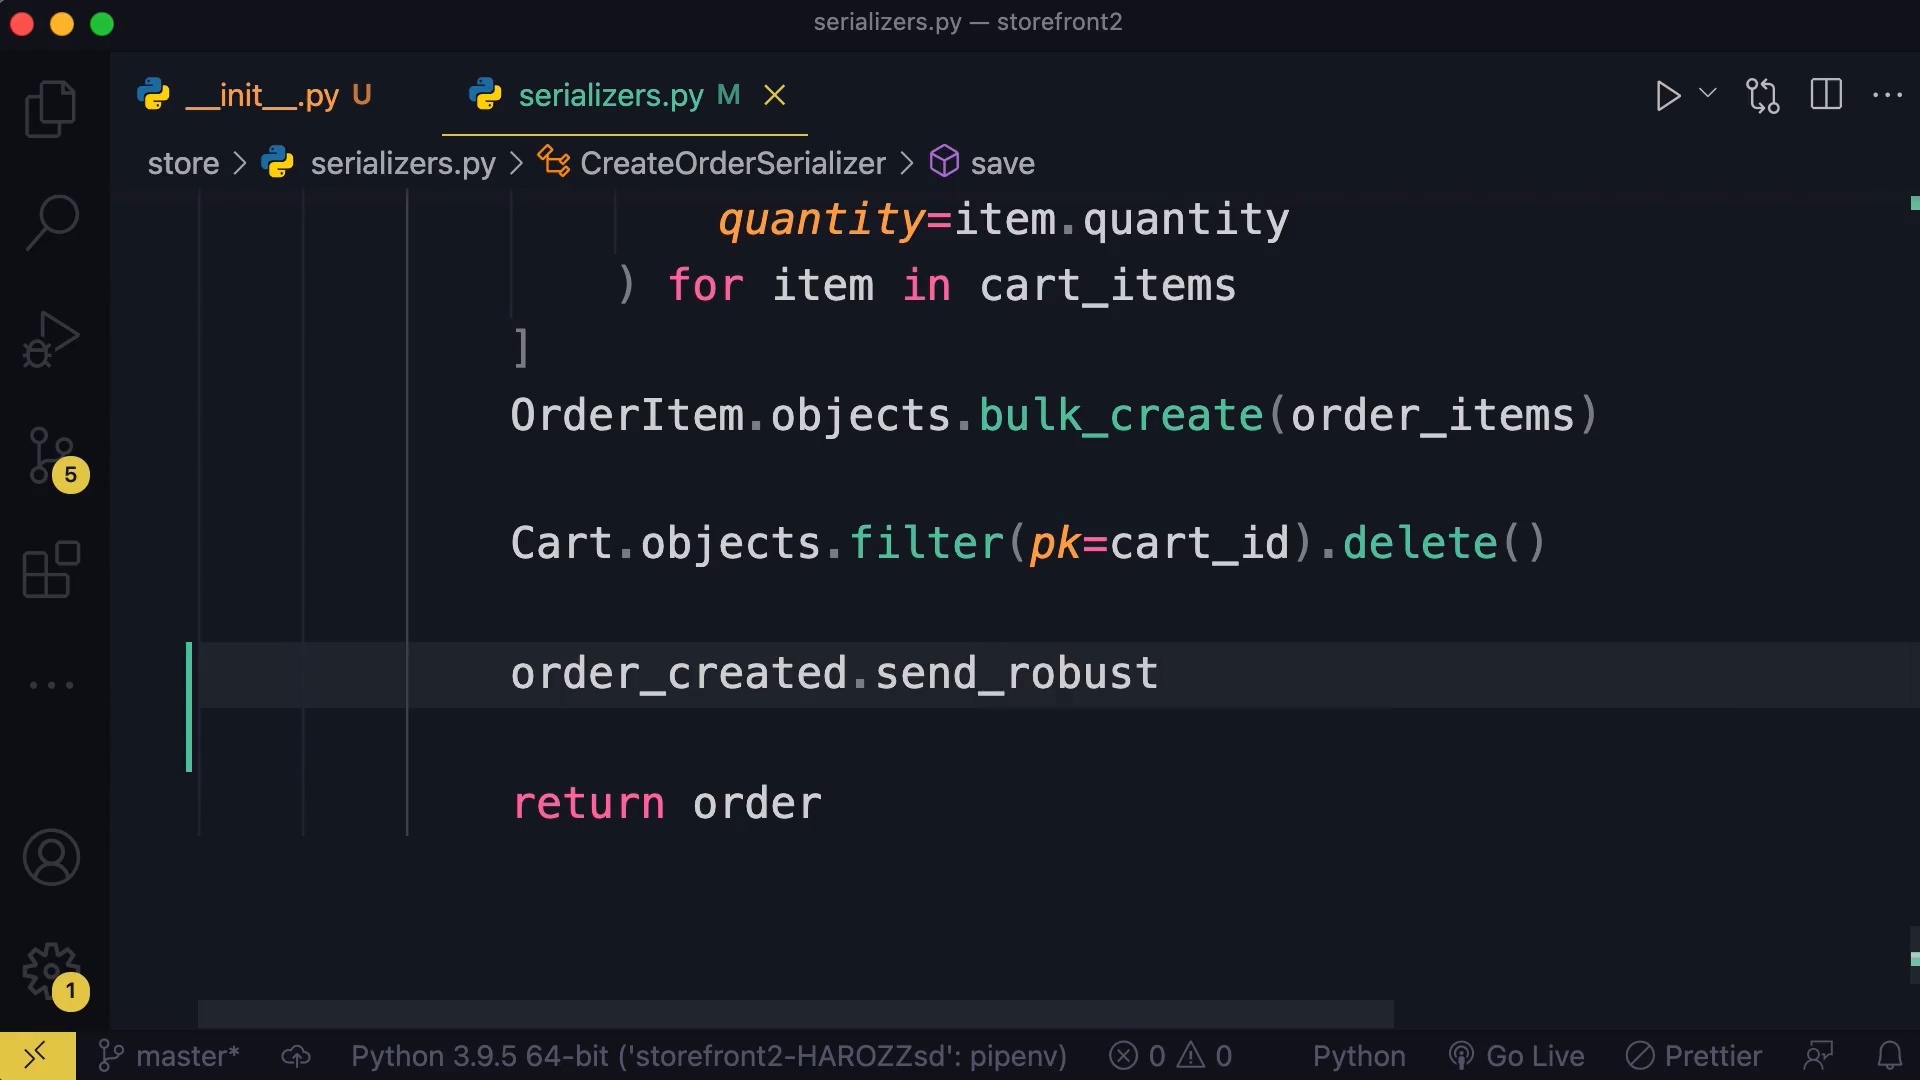 serializers.py — storefront2
__init__.py U
serializers.py M
store > serializers.py > CreateOrderSerializer > save
quantity=item.quantity
) for item in cart_items
]
OrderItem.objects.bulk_create(order_items)
Cart.objects.filter(pk=cart_id).delete()
order_created.send_robust
return order
5
1
master* Python 3.9.5 64-bit ('storefront2-HAROZZsd': pipenv) 0 0 Python Go Live Prettier